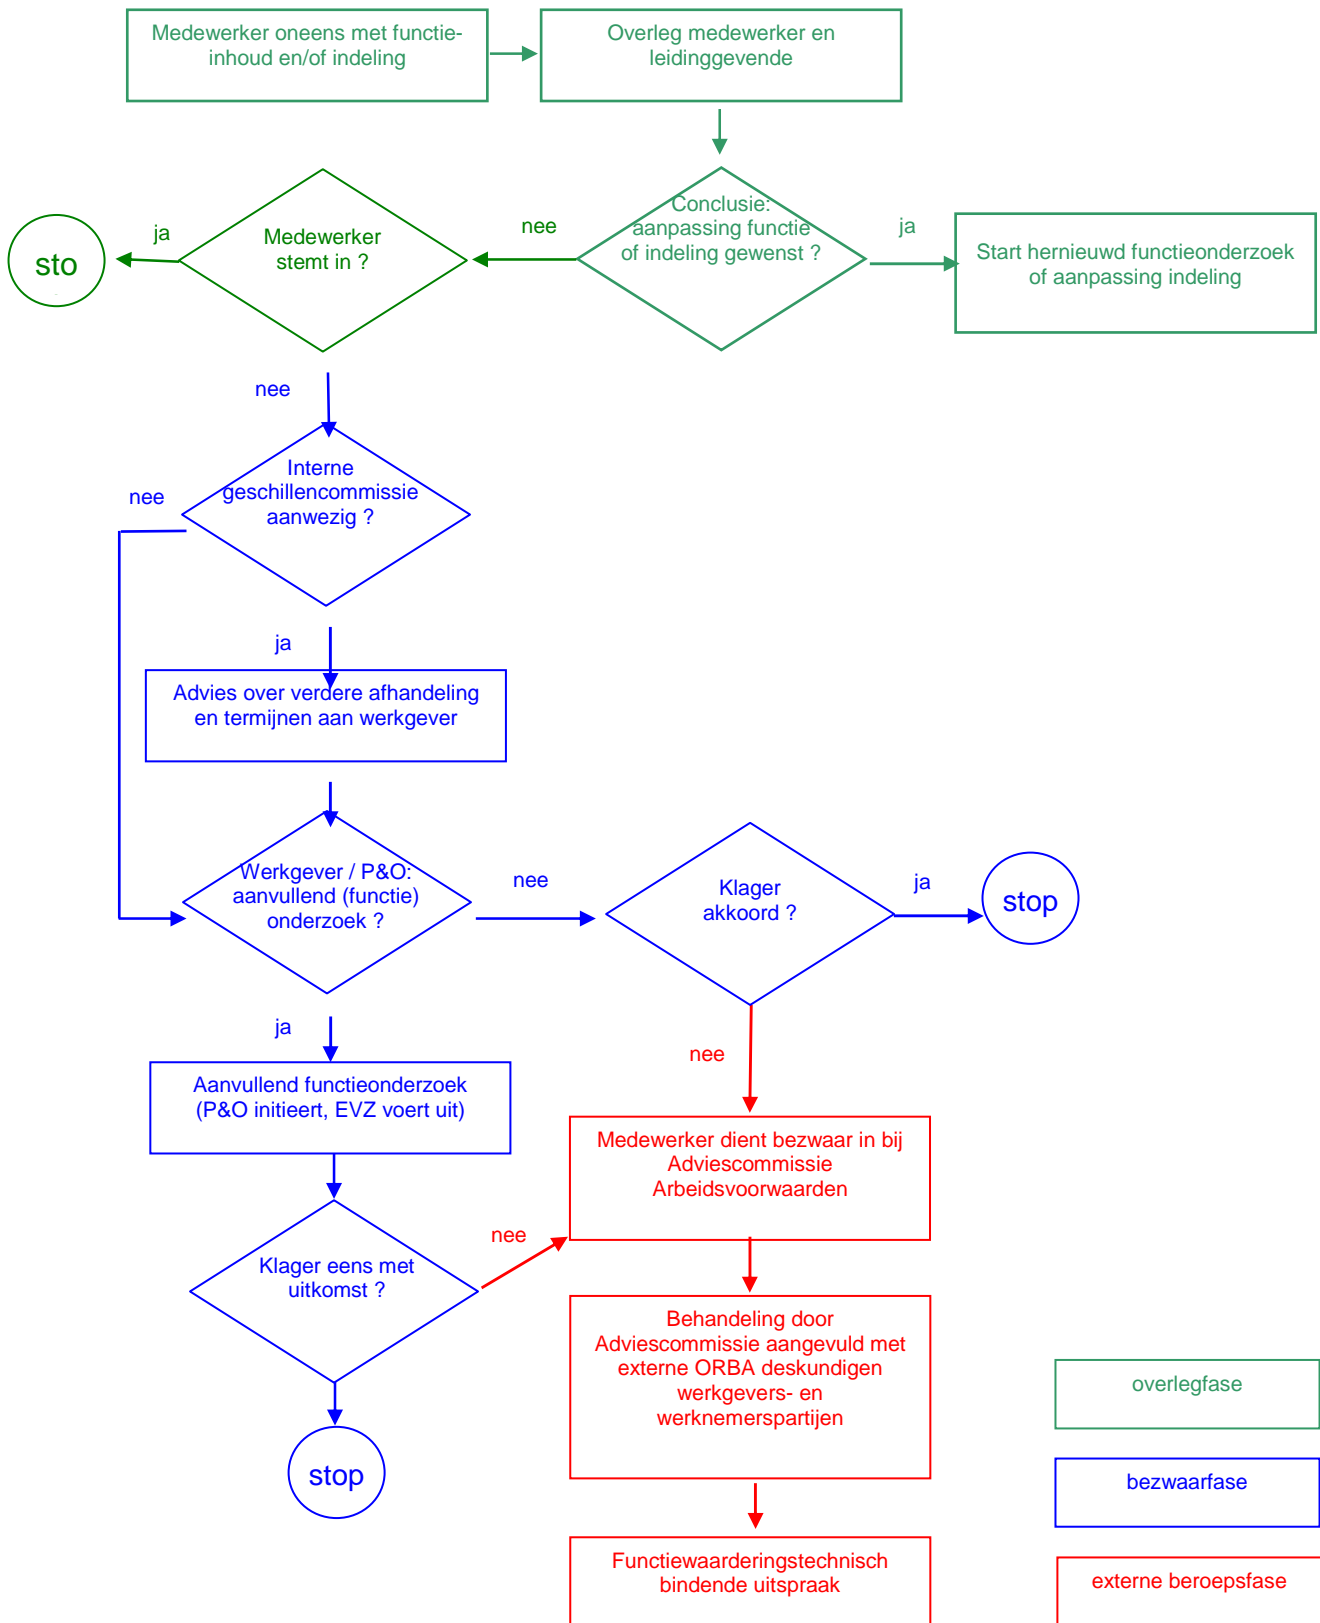 Medewerker oneens met functie-
inhoud en/of indeling
Overleg medewerker en
leidinggevende
Conclusie:
aanpassing functie
of indeling gewenst ?
nee
ja
Medewerker
stemt in ?
ja
sto
Start hernieuwd functieonderzoek
of aanpassing indeling
nee
Interne
geschillencommissie
aanwezig ?
nee
ja
Advies over verdere afhandeling
en termijnen aan werkgever
Werkgever / P&O:
aanvullend (functie)
onderzoek ?
nee
Klager
akkoord ?
ja
stop
ja
nee
Aanvullend functieonderzoek
(P&O initieert, EVZ voert uit)
Medewerker dient bezwaar in bij
Adviescommissie
Arbeidsvoorwaarden
nee
Klager eens met
uitkomst ?
Behandeling door
Adviescommissie aangevuld met
externe ORBA deskundigen
werkgevers- en
werknemerspartijen
stop
Functiewaarderingstechnisch
bindende uitspraak
overlegfase
bezwaarfase
externe beroepsfase